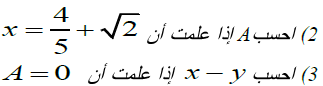 2) احسب A إذا علمت أن x = 4/5 + √2
3) احسب x − y إذا علمت أن A = 0